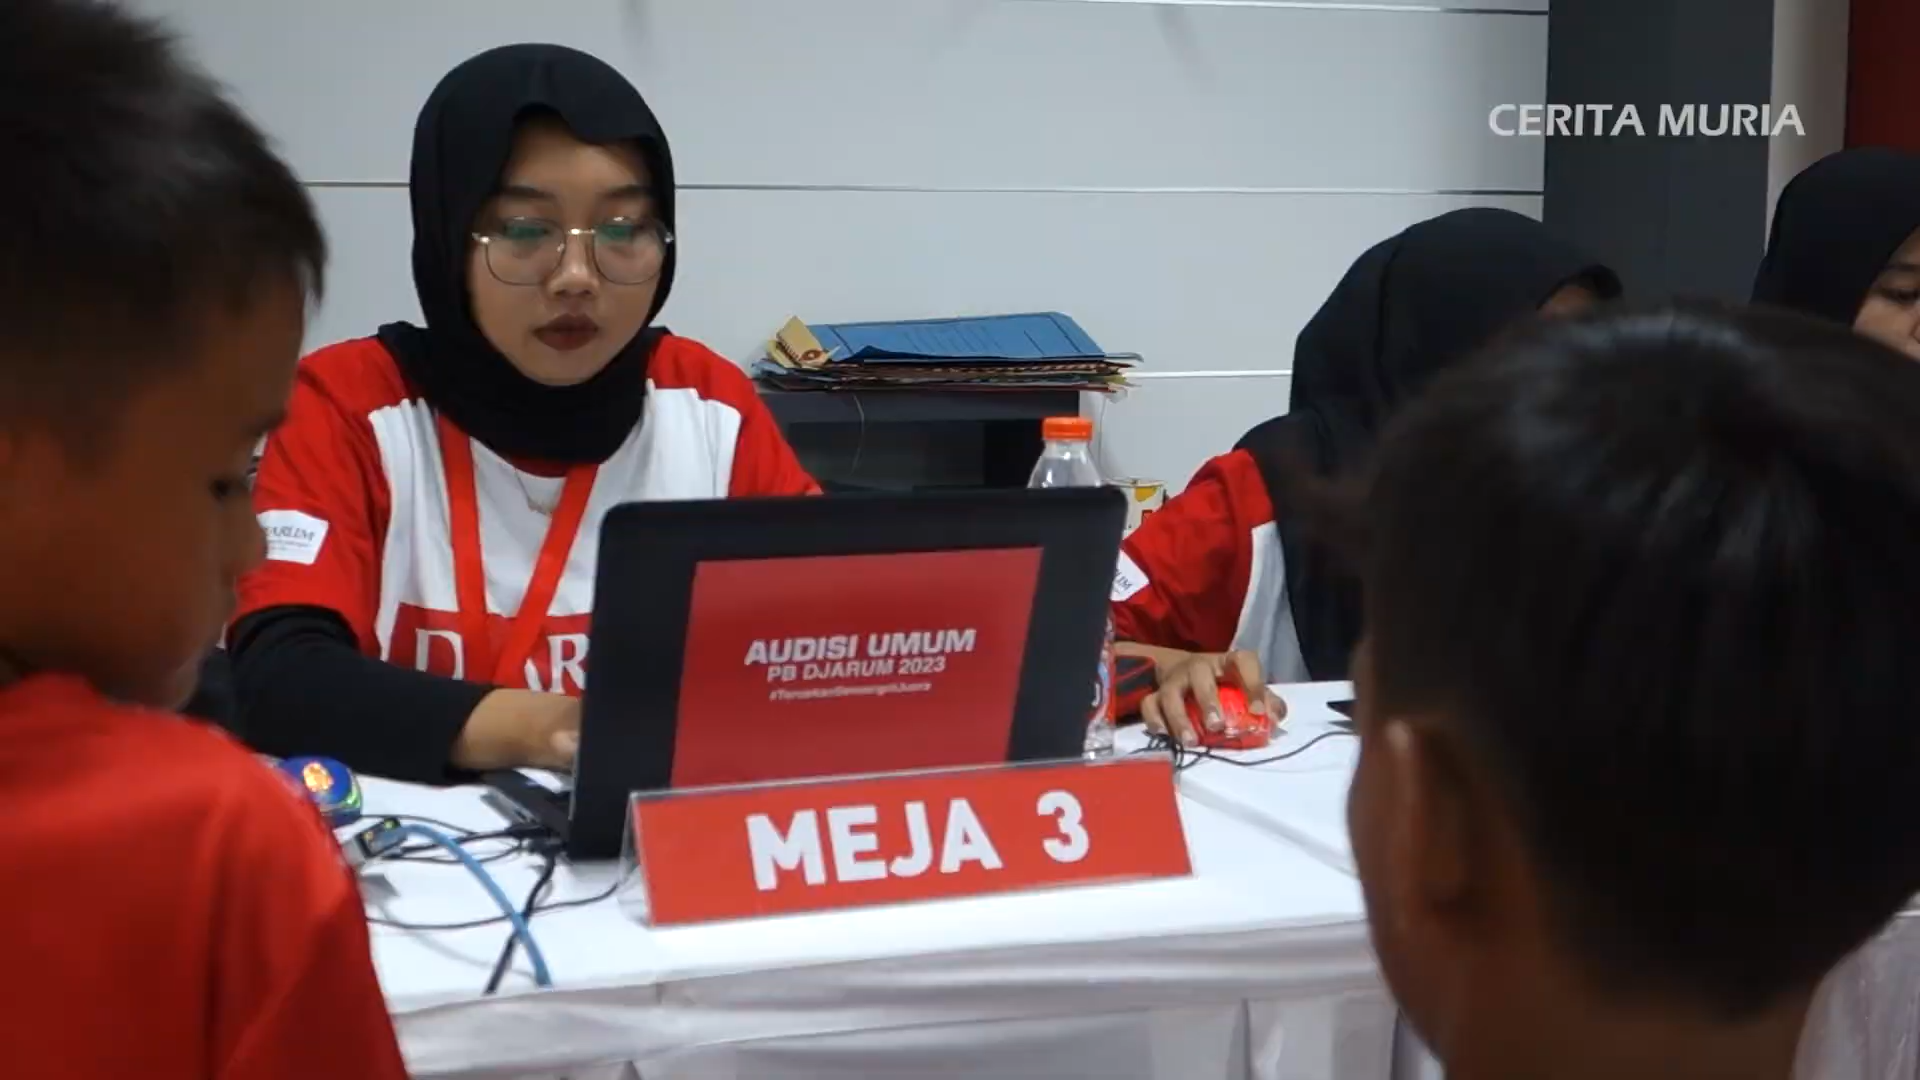 CERITA MURIA
AUDISI UMUM
PB DJARUM 2023
MEJA 3